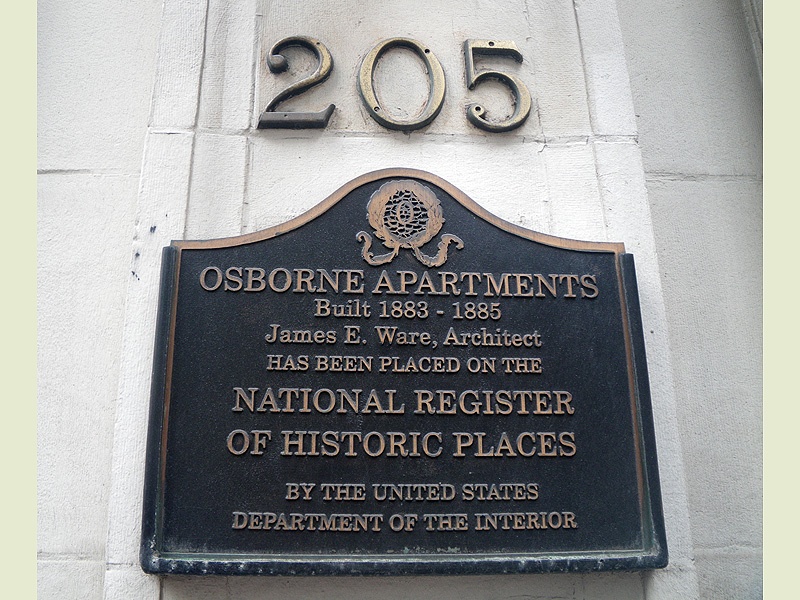 205
OSBORNE APARTMENTS
Built 1883 - 1885
James E. Ware, Architect
HAS BEEN PLACED ON THE
NATIONAL REGISTER
OF HISTORIC PLACES
BY THE UNITED STATES
DEPARTMENT OF THE INTERIOR